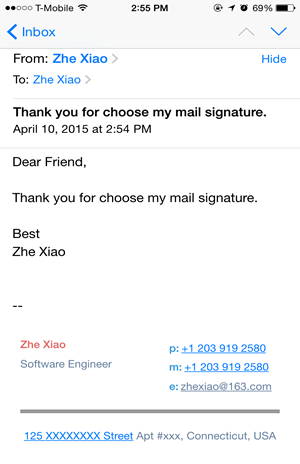 T-Mobile 2:55 PM 69%
Inbox
From: Zhe Xiao Hide
To: Zhe Xiao
Thank you for choose my mail signature.
April 10, 2015 at 2:54 PM
Dear Friend,
Thank you for choose my mail signature.
Best
Zhe Xiao
--
Zhe Xiao
Software Engineer
p: +1 203 919 2580
m: +1 203 919 2580
e: zhexiao@163.com
125 XXXXXXXX Street Apt #xxx, Connecticut, USA